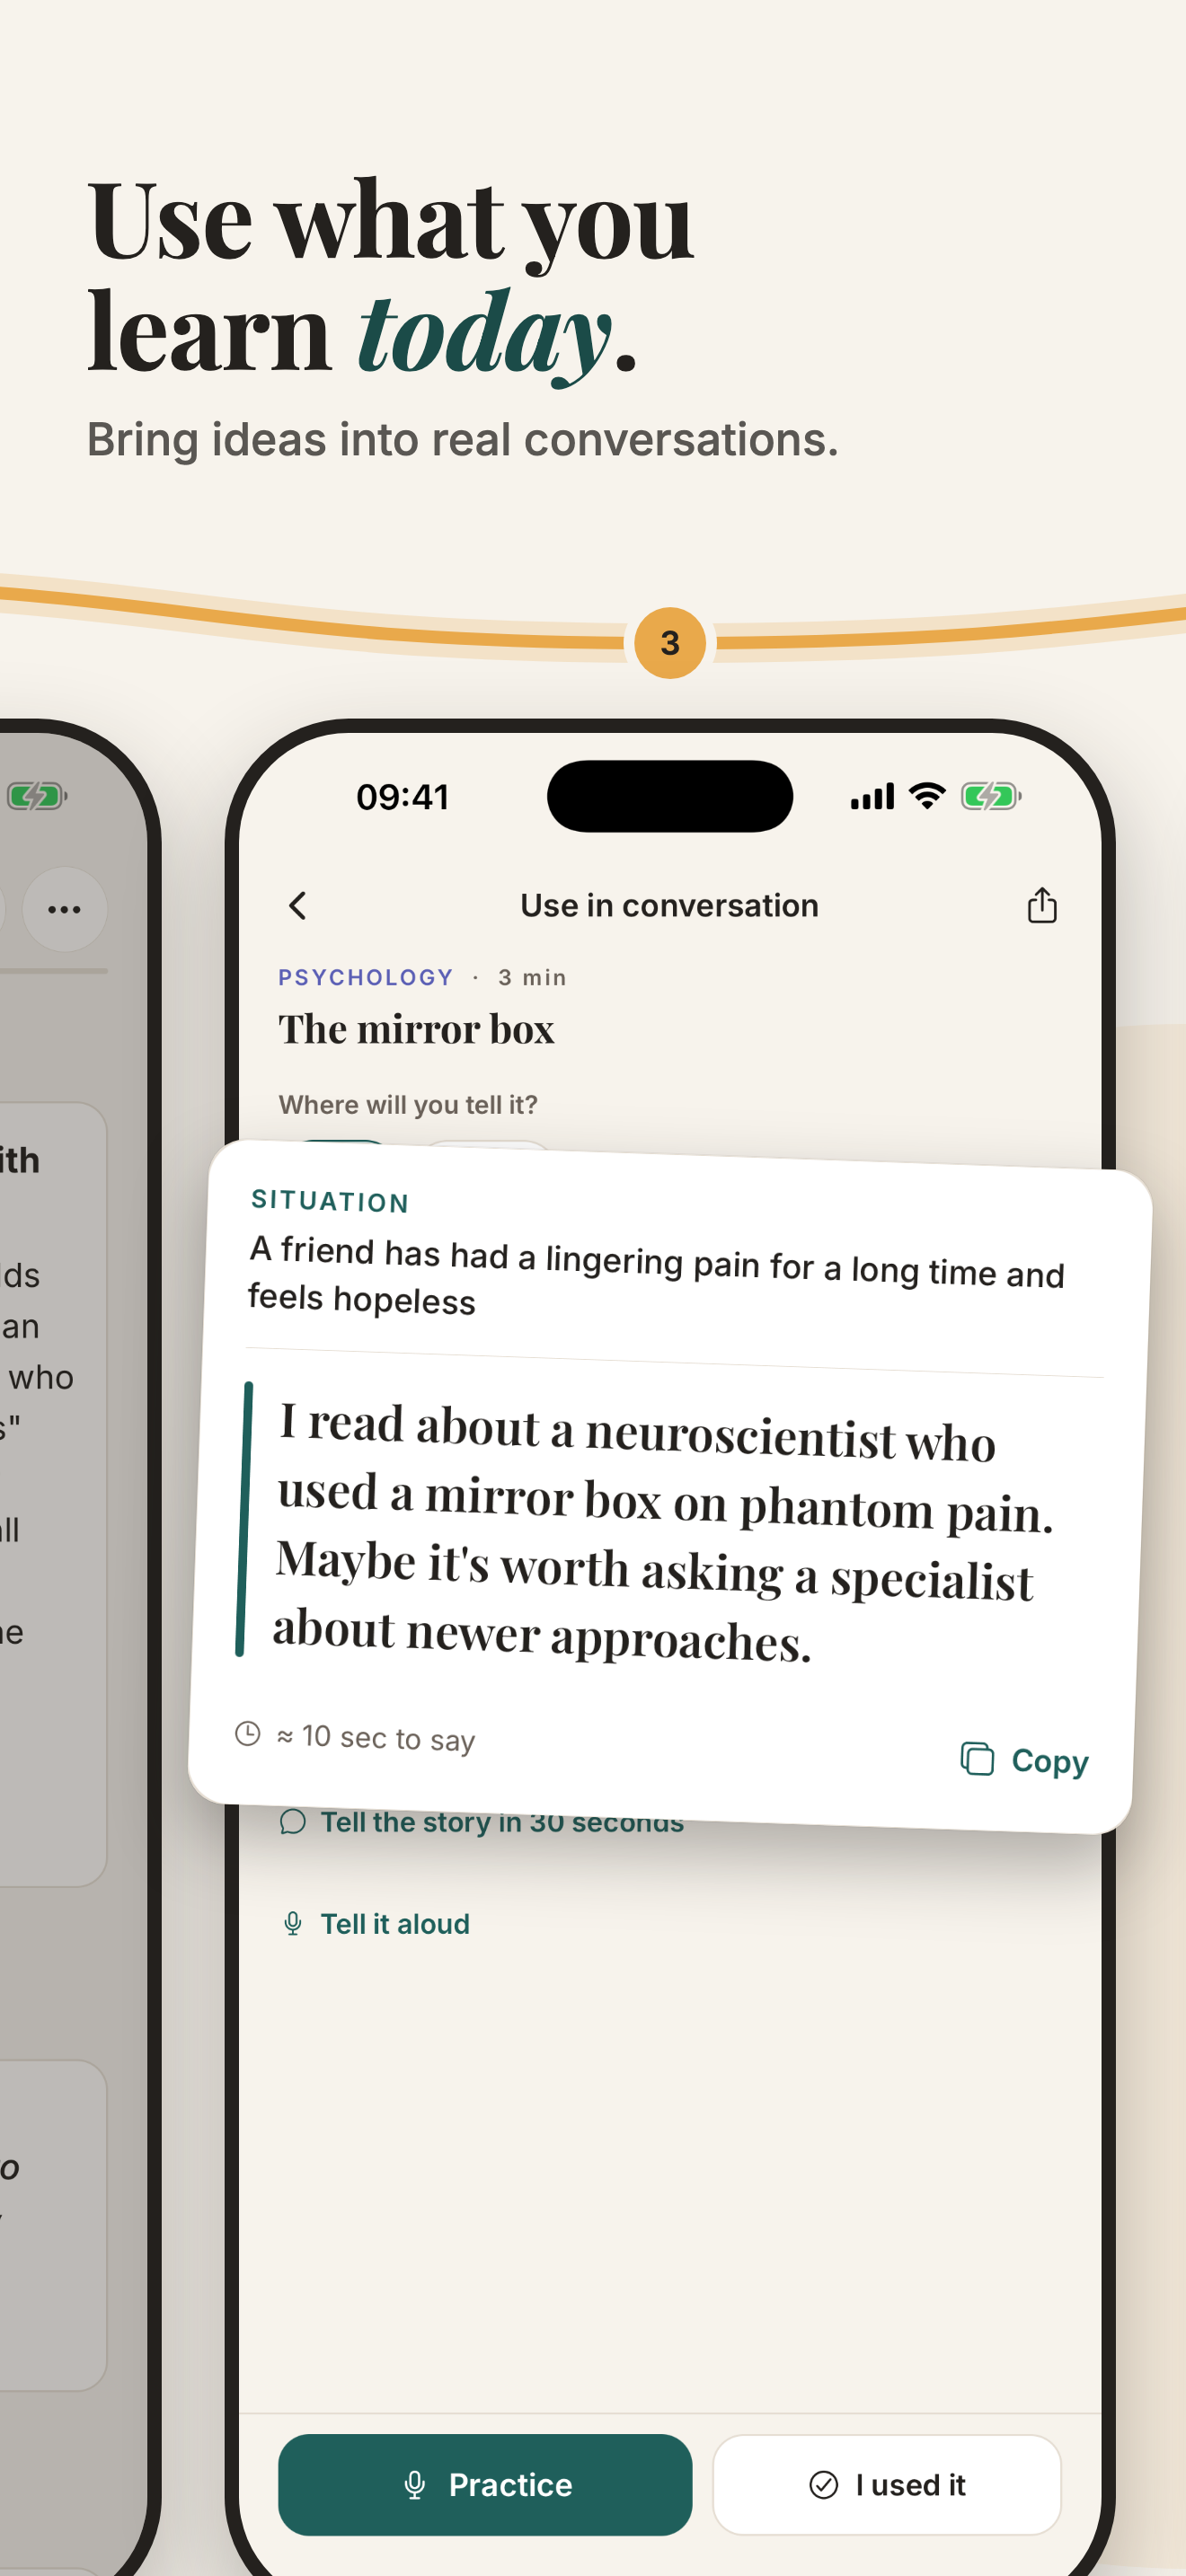 Use what you
learn today.
Bring ideas into real conversations.
3
09:41
Use in conversation
PSYCHOLOGY · 3 min
The mirror box
Where will you tell it?
SITUATION
A friend has had a lingering pain for a long time and
feels hopeless
I read about a neuroscientist who
used a mirror box on phantom pain.
Maybe it's worth asking a specialist
about newer approaches.
≈ 10 sec to say
Copy
Tell the story in 30 seconds
Tell it aloud
Practice
I used it
who